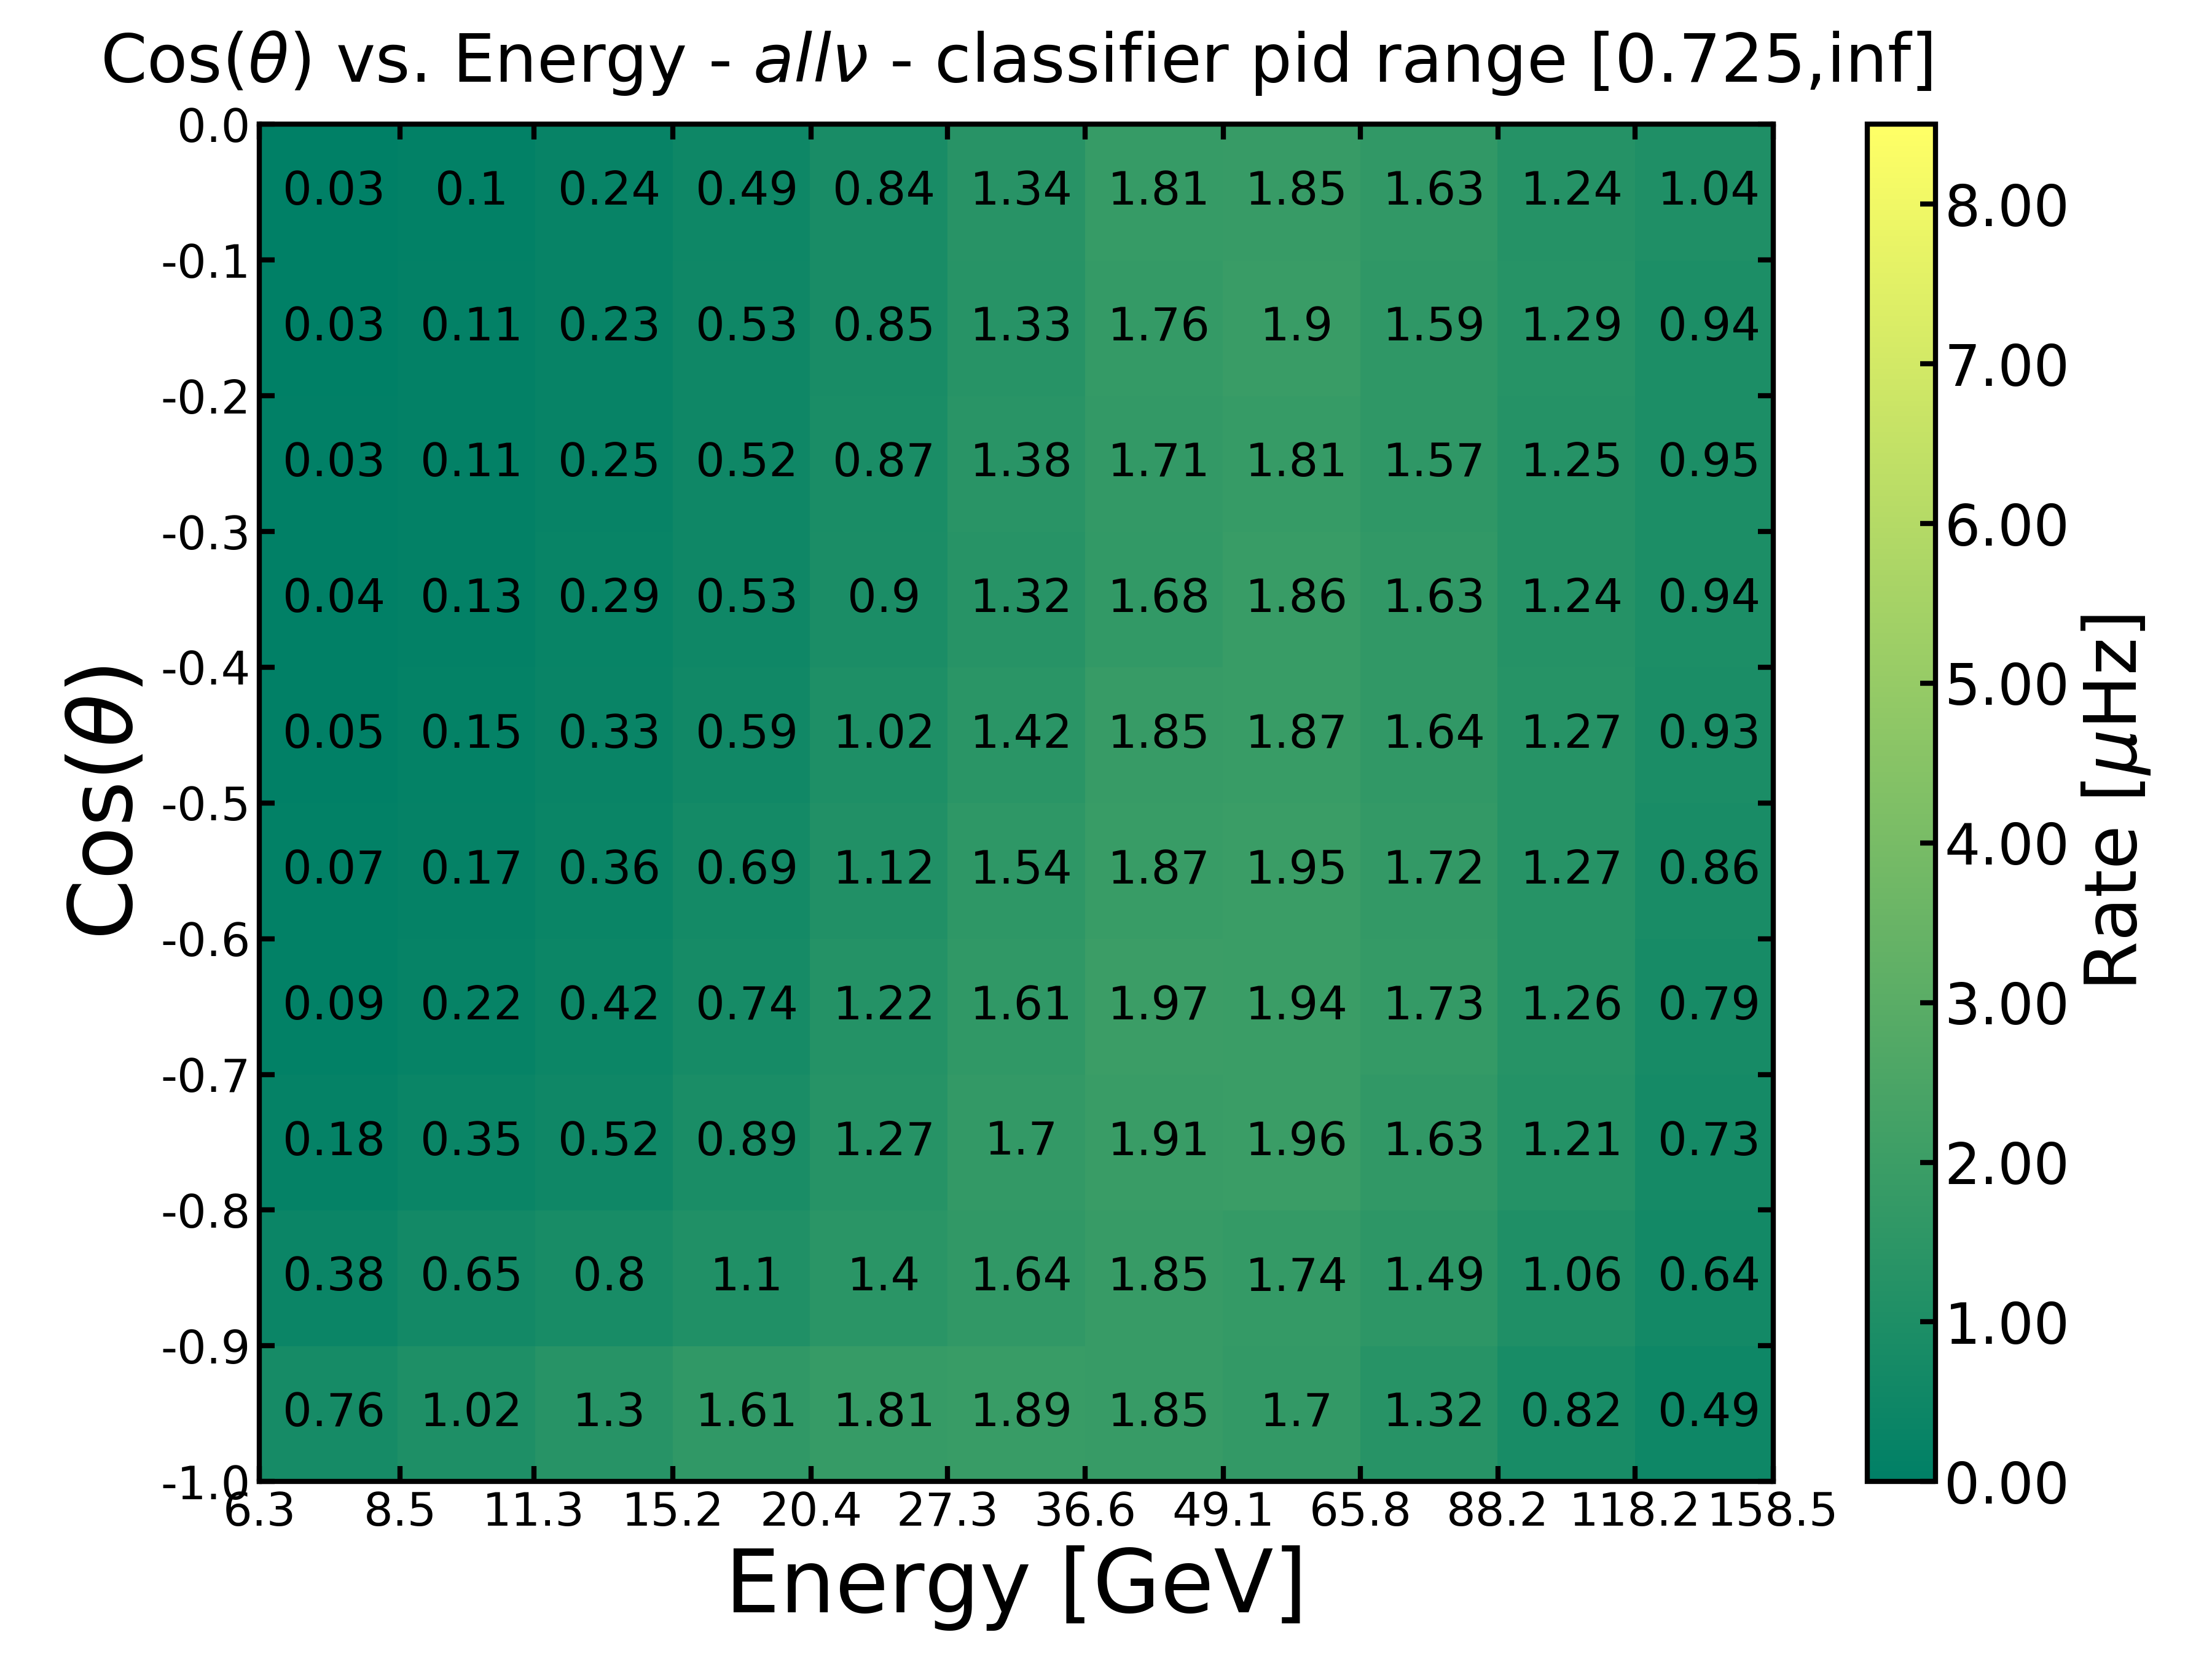 Cos(θ) vs. Energy - allν - classifier pid range [0.725,inf]
0.0
-0.1
-0.2
-0.3
-0.4
-0.5
-0.6
-0.7
-0.8
-0.9
-1.0
Cos(θ)
0.03 0.1 0.24 0.49 0.84 1.34 1.81 1.85 1.63 1.24 1.04
0.03 0.11 0.23 0.53 0.85 1.33 1.76 1.9 1.59 1.29 0.94
0.03 0.11 0.25 0.52 0.87 1.38 1.71 1.81 1.57 1.25 0.95
0.04 0.13 0.29 0.53 0.9 1.32 1.68 1.86 1.63 1.24 0.94
0.05 0.15 0.33 0.59 1.02 1.42 1.85 1.87 1.64 1.27 0.93
0.07 0.17 0.36 0.69 1.12 1.54 1.87 1.95 1.72 1.27 0.86
0.09 0.22 0.42 0.74 1.22 1.61 1.97 1.94 1.73 1.26 0.79
0.18 0.35 0.52 0.89 1.27 1.7 1.91 1.96 1.63 1.21 0.73
0.38 0.65 0.8 1.1 1.4 1.64 1.85 1.74 1.49 1.06 0.64
0.76 1.02 1.3 1.61 1.81 1.89 1.85 1.7 1.32 0.82 0.49
6.3 8.5 11.3 15.2 20.4 27.3 36.6 49.1 65.8 88.2 118.2 158.5
Energy [GeV]
8.00
7.00
6.00
5.00
4.00
3.00
2.00
1.00
0.00
Rate [μHz]